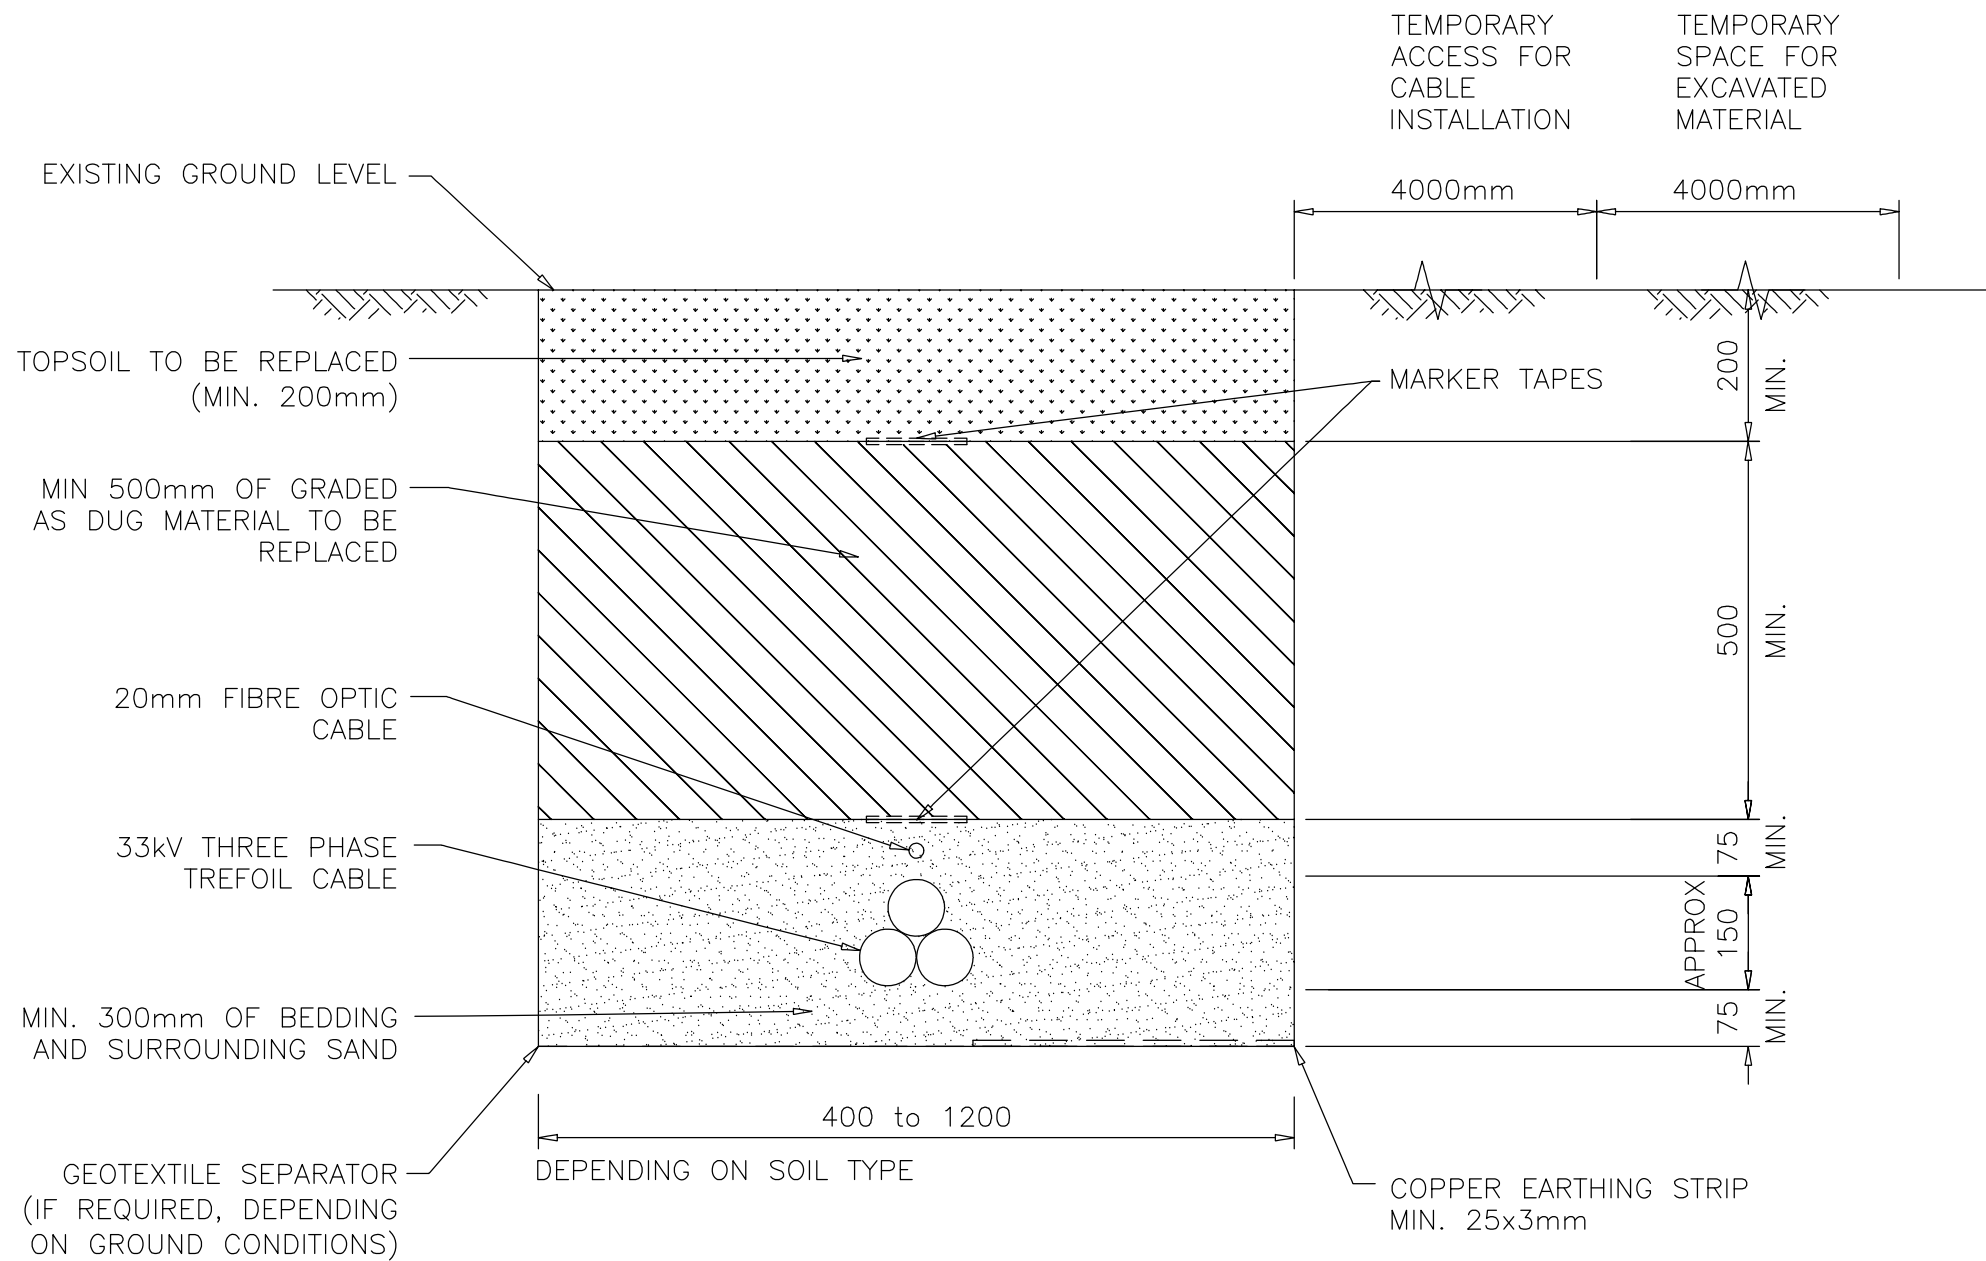 TEMPORARY
ACCESS FOR
CABLE
INSTALLATION
TEMPORARY
SPACE FOR
EXCAVATED
MATERIAL
4000mm
4000mm
EXISTING GROUND LEVEL
TOPSOIL TO BE REPLACED
(MIN. 200mm)
MARKER TAPES
200
MIN.
MIN 500mm OF GRADED
AS DUG MATERIAL TO BE
REPLACED
500
MIN.
20mm FIBRE OPTIC
CABLE
33kV THREE PHASE
TREFOIL CABLE
75
MIN.
APPROX
150
MIN. 300mm OF BEDDING
AND SURROUNDING SAND
75
MIN.
400 to 1200
DEPENDING ON SOIL TYPE
GEOTEXTILE SEPARATOR
(IF REQUIRED, DEPENDING
ON GROUND CONDITIONS)
COPPER EARTHING STRIP
MIN. 25x3mm